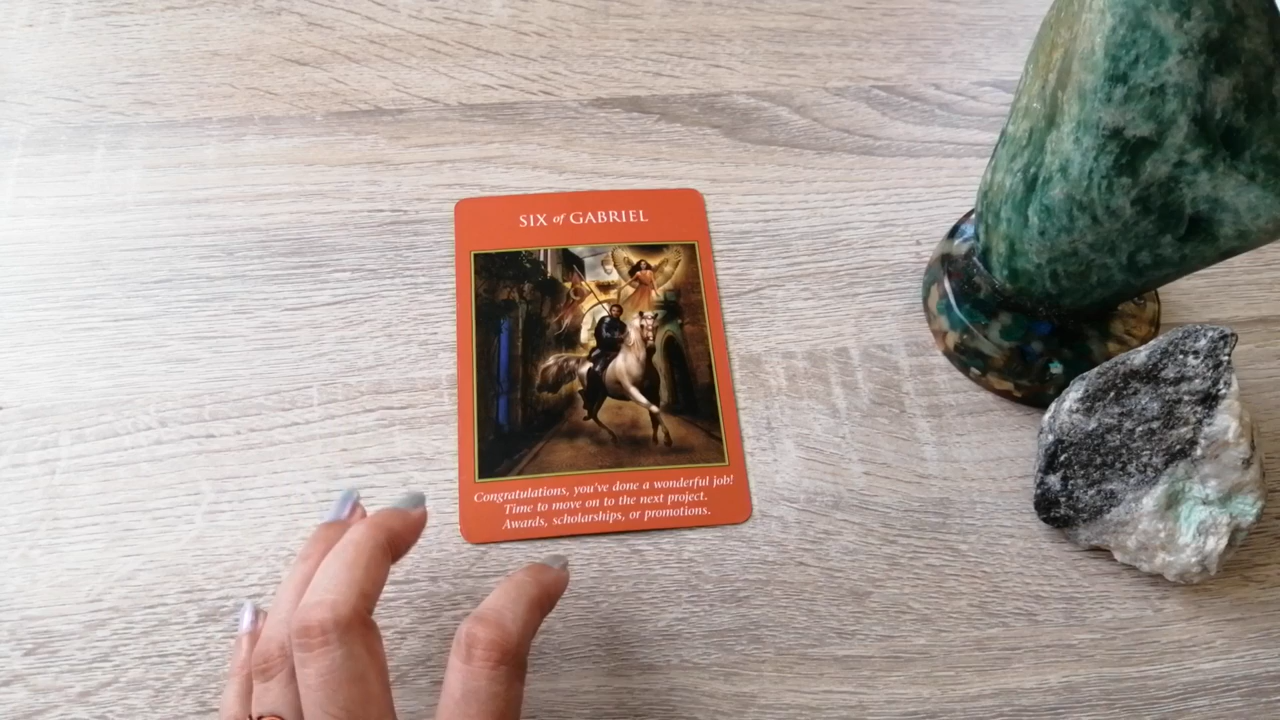 SIX of GABRIEL
Congratulations, you've done a wonderful job!
Time to move on to the next project.
Awards, scholarships, or promotions.